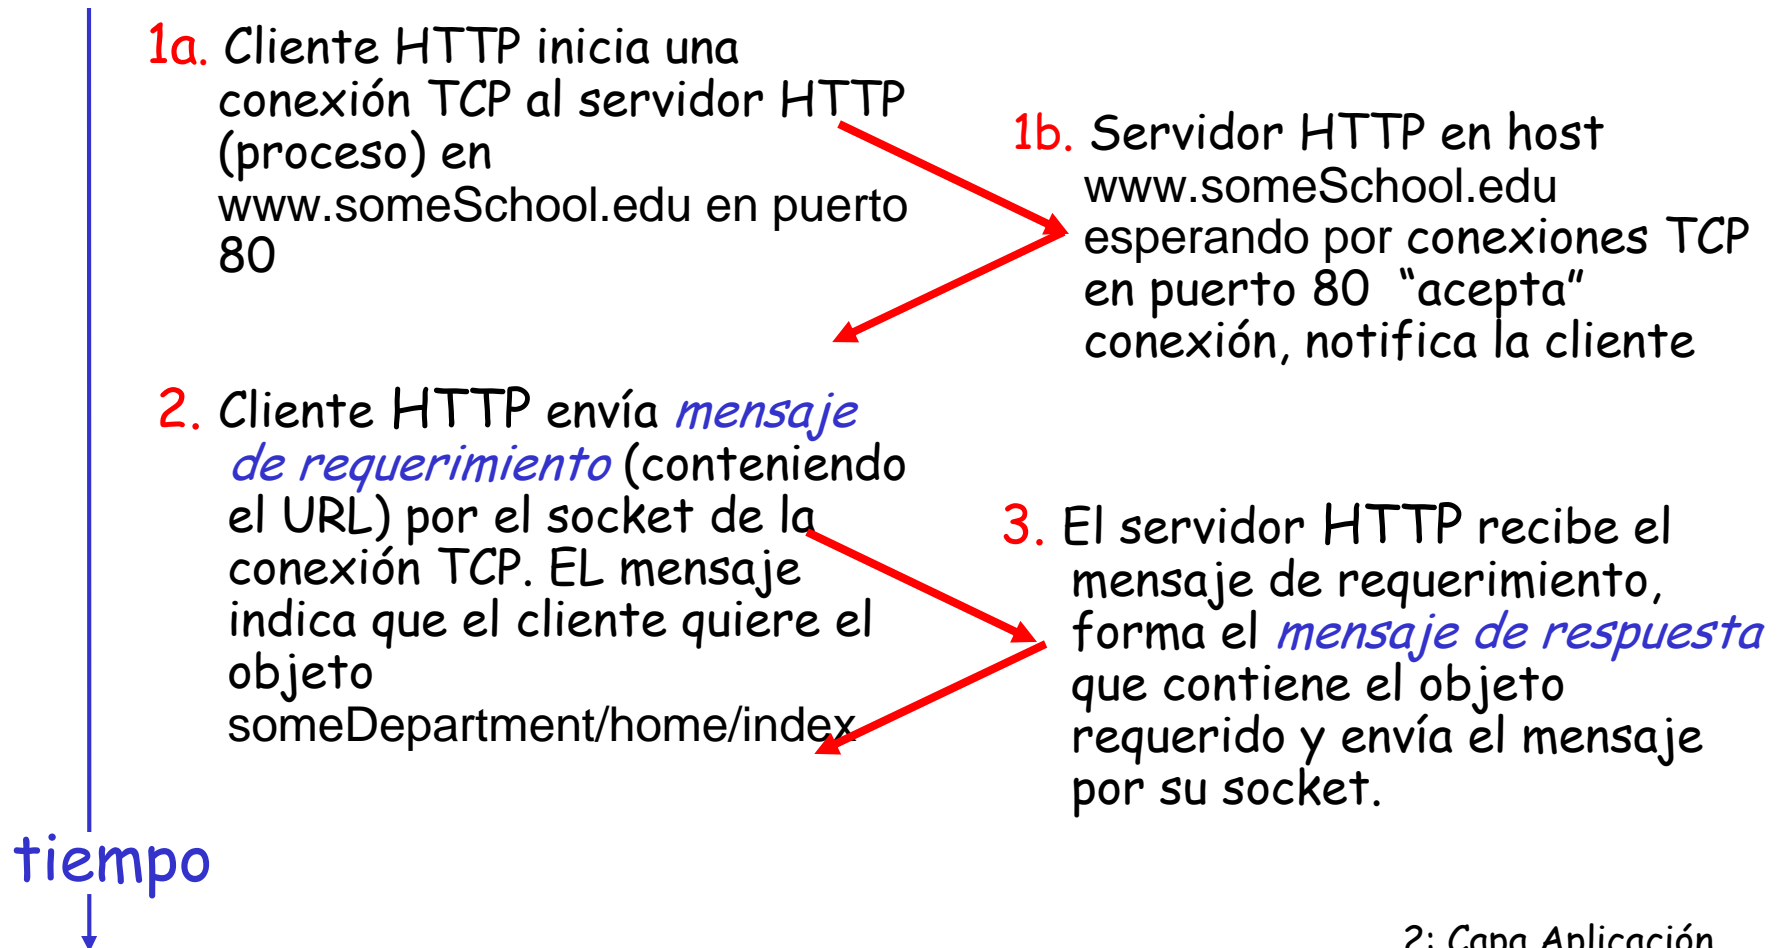 1a. Cliente HTTP inicia una
conexión TCP al servidor HTTP
(proceso) en
www.someSchool.edu en puerto
80
1b. Servidor HTTP en host
www.someSchool.edu
esperando por conexiones TCP
en puerto 80 “acepta”
conexión, notifica la cliente
2. Cliente HTTP envía mensaje
de requerimiento (conteniendo
el URL) por el socket de la
conexión TCP. EL mensaje
indica que el cliente quiere el
objeto
someDepartment/home/index
3. El servidor HTTP recibe el
mensaje de requerimiento,
forma el mensaje de respuesta
que contiene el objeto
requerido y envía el mensaje
por su socket.
tiempo
2: Capa Aplicación